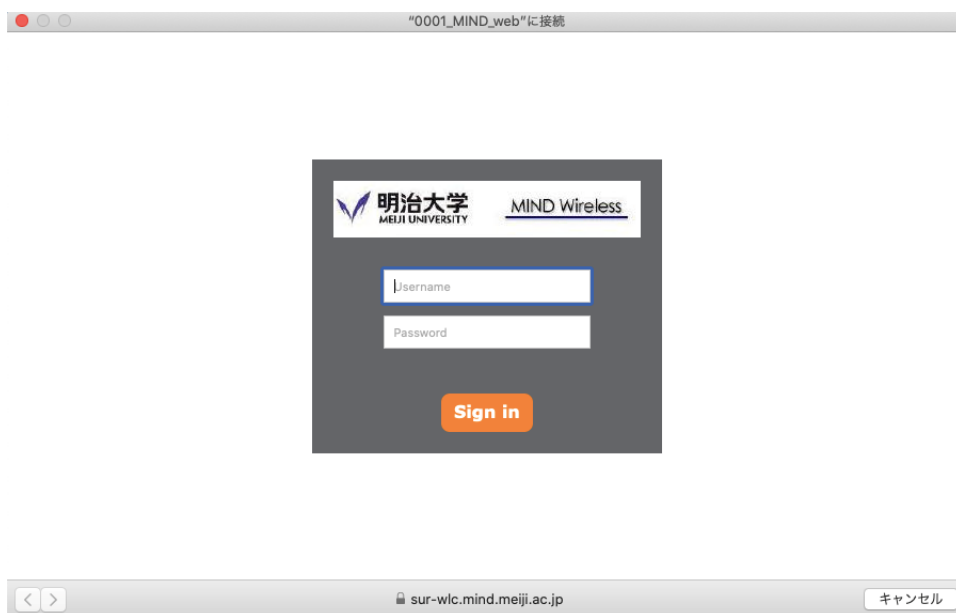 “0001_MIND_web”に接続
明治大学
MEIJI UNIVERSITY
MIND Wireless
Username
Password
Sign in
sur-wlc.mind.meiji.ac.jp
キャンセル